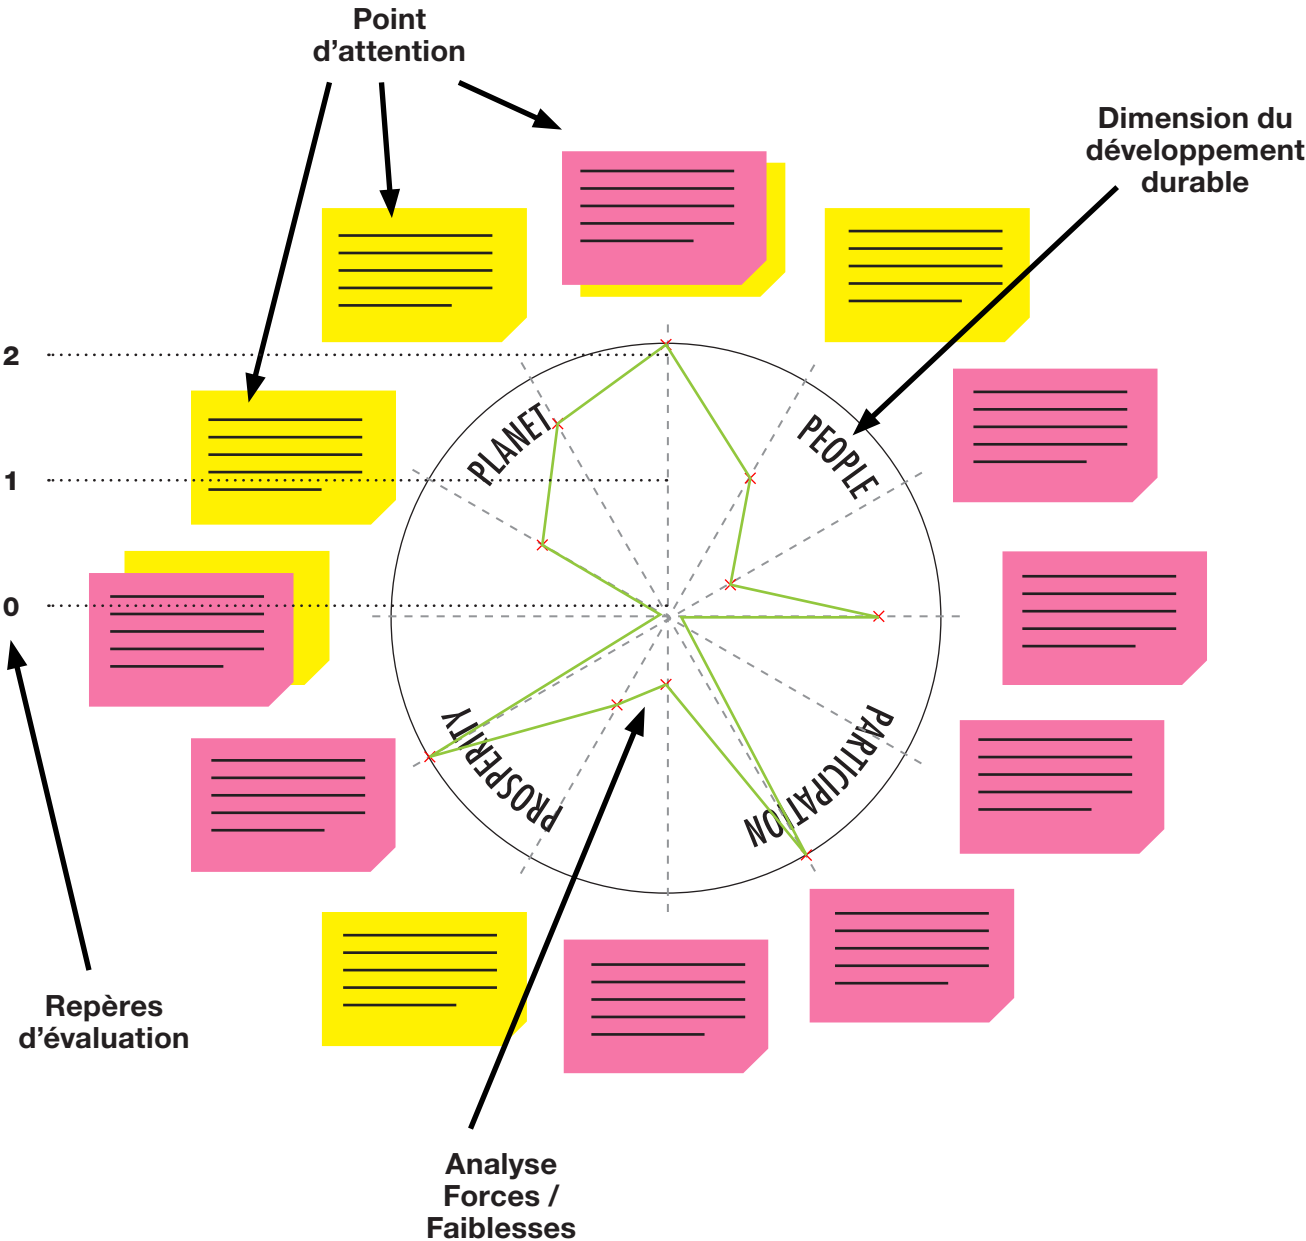 Point
d'attention
Dimension du
développement
durable
2
1
0
PLANET
PEOPLE
PROSPERITY
PARTICIPATION
Repères
d'évaluation
Analyse
Forces /
Faiblesses